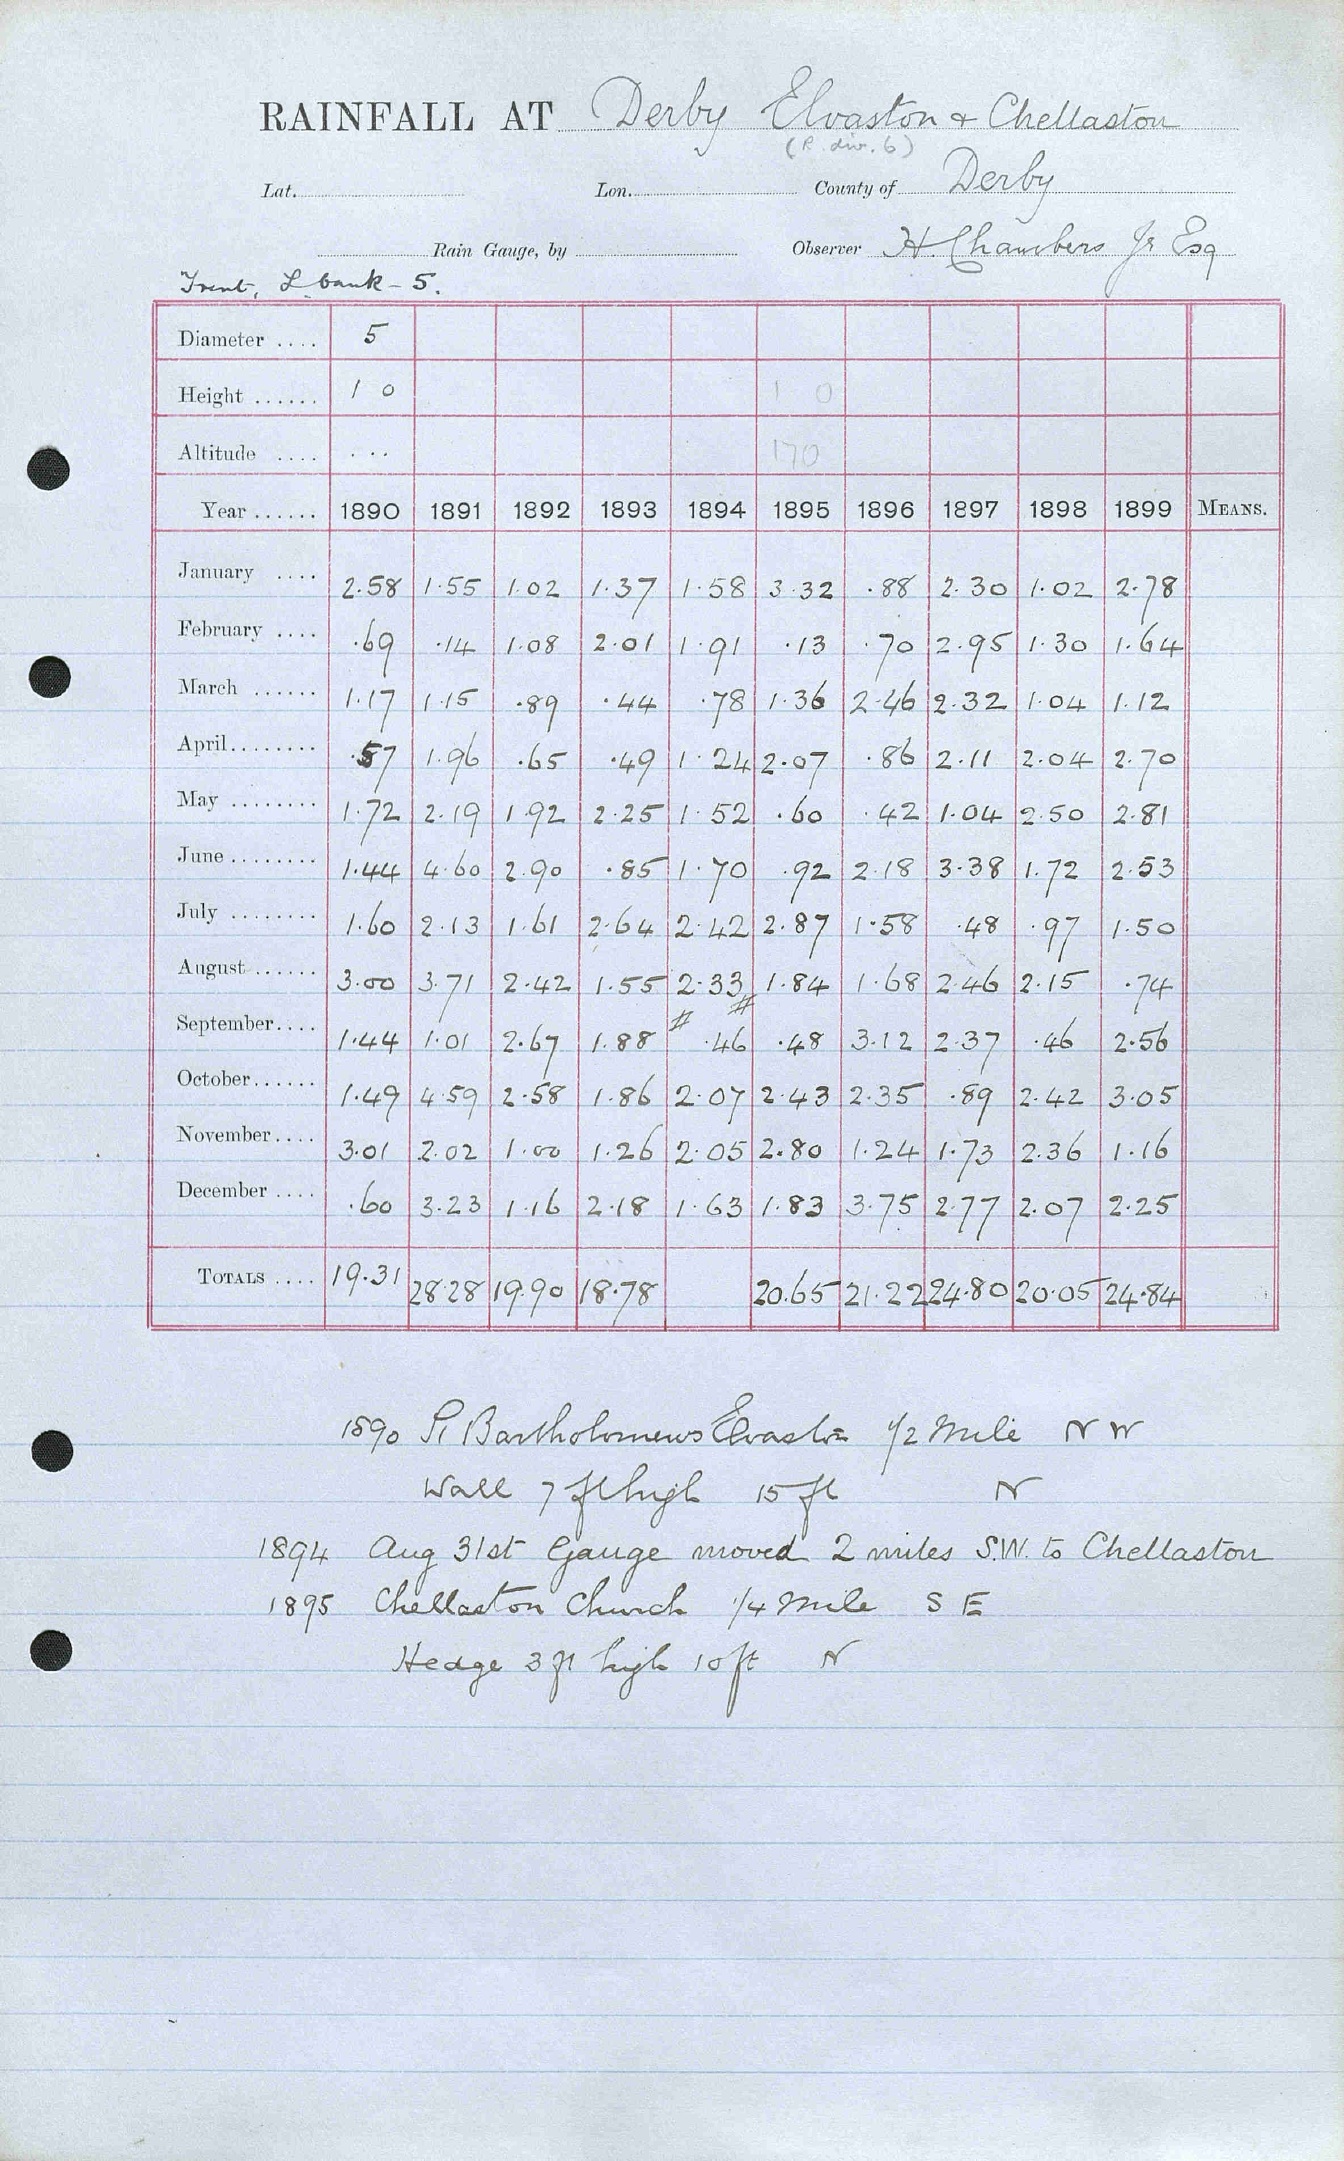 RAINFALL AT Derby Elvaston & Chellaston
(R. div. 6)
Lat. Lon. County of Derby
Rain Gauge, by Observer H. Chambers Jr Esq
Trent, L bank - 5.
Diameter .... 5
Height ...... 1 0 1 0
Altitude .... ... 170
Year ...... 1890 1891 1892 1893 1894 1895 1896 1897 1898 1899 MEANS.
January .... 2.58 1.55 1.02 1.37 1.58 3.32 .88 2.30 1.02 2.78
February .... .69 .14 1.08 2.01 1.91 .13 .70 2.95 1.30 1.64
March ...... 1.17 1.15 .89 .44 .78 1.36 2.46 2.32 1.04 1.12
April........ .57 1.96 .65 .49 1.24 2.07 .86 2.11 2.04 2.70
May ........ 1.72 2.19 1.92 2.25 1.52 .60 .42 1.04 2.50 2.81
June ........ 1.44 4.60 2.90 .85 1.70 .92 2.18 3.38 1.72 2.53
July ........ 1.60 2.13 1.61 2.64 2.42 2.87 1.58 .48 .97 1.50
August ...... 3.00 3.71 2.42 1.55 2.33 # 1.84 1.68 2.46 2.15 .74
September.... 1.44 1.01 2.67 1.88 # .46 .48 3.12 2.37 .46 2.56
October...... 1.49 4.59 2.58 1.86 2.07 2.43 2.35 .89 2.42 3.05
November.... 3.01 2.02 1.00 1.26 2.05 2.80 1.24 1.73 2.36 1.16
December .... .60 3.23 1.16 2.18 1.63 1.83 3.75 2.77 2.07 2.25
TOTALS .... 19.31 28.28 19.90 18.78 20.65 21.22 24.80 20.05 24.84
1890 St Bartholomews Elvaston 1/2 Mile N W
Wall 7 ft high 15 ft N
1894 Aug 31st Gauge moved 2 miles S.W. to Chellaston
1895 Chellaston Church 1/4 Mile S E
Hedge 3 ft high 10 ft N